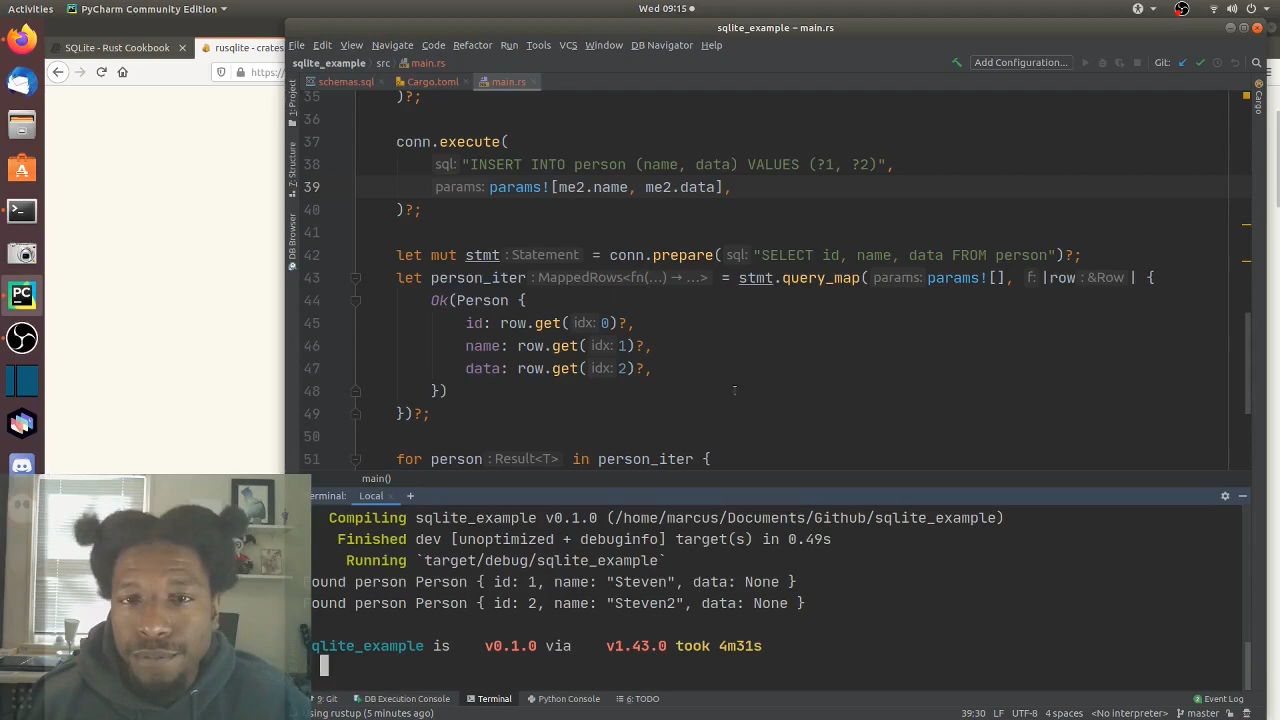 Activities
PyCharm Community Edition
Wed 09:15
sqlite_example – main.rs
SQLite - Rust Cookbook
rusqlite - crates
https:/
File Edit View Navigate Code Refactor Run Tools VCS Window DB Navigator Help
sqlite_example src main.rs
Add Configuration...
Git:
schemas.sql
Cargo.toml
main.rs
1: Project
7: Structure
DB Browser
Cargo
35 )?;
36
37 conn.execute(
38 sql: "INSERT INTO person (name, data) VALUES (?1, ?2)",
39 params: params![me2.name, me2.data],
40 )?;
41
42 let mut stmt : Statement = conn.prepare( sql: "SELECT id, name, data FROM person")?;
43 let person_iter : MappedRows<fn(...) → ...> = stmt.query_map( params: params![], f: |row : &Row | {
44 Ok(Person {
45 id: row.get( idx: 0)?,
46 name: row.get( idx: 1)?,
47 data: row.get( idx: 2)?,
48 })
49 })?;
50
51 for person : Result<T> in person_iter {
main()
erminal: Local +
Compiling sqlite_example v0.1.0 (/home/marcus/Documents/Github/sqlite_example)
Finished dev [unoptimized + debuginfo] target(s) in 0.49s
Running `target/debug/sqlite_example`
ound person Person { id: 1, name: "Steven", data: None }
ound person Person { id: 2, name: "Steven2", data: None }
qlite_example is v0.1.0 via v1.43.0 took 4m31s
9: Git
DB Execution Console
Terminal
Python Console
6: TODO
Event Log
sing rustup (5 minutes ago)
39:30 LF UTF-8 4 spaces <No interpreter> master